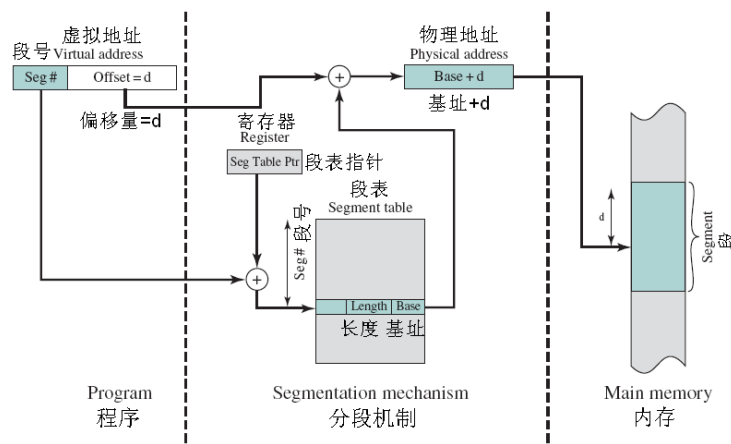 虚拟地址
段号 Virtual address
Seg # Offset = d
偏移量=d
物理地址
Physical address
Base + d
基址+d
寄存器
Register
Seg Table Ptr 段表指针
段表
Segment table
Seg# 段号
Length Base
长度 基址
d
Segment
段
Program
程序
Segmentation mechanism
分段机制
Main memory
内存